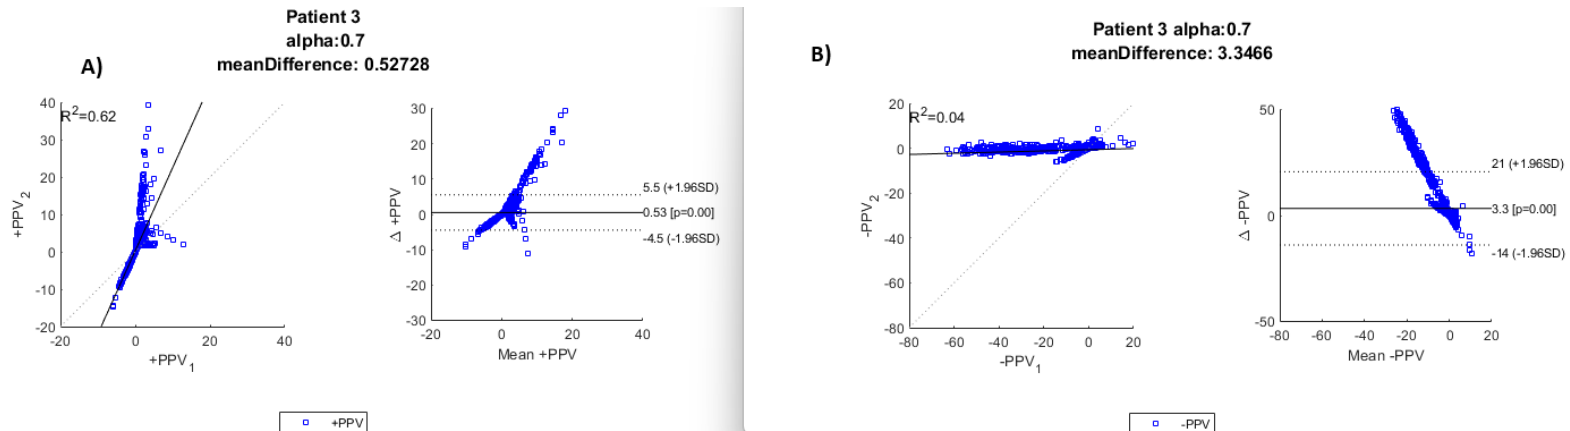 A)
Patient 3
alpha:0.7
meanDifference: 0.52728
R²=0.62
40
30
20
10
0
-10
-20
-20
0
20
40
+PPV₂
+PPV₁
30
20
10
0
-10
-20
-30
-20
0
20
40
Δ +PPV
Mean +PPV
5.5 (+1.96SD)
0.53 [p=0.00]
-4.5 (-1.96SD)
+PPV
B)
Patient 3 alpha:0.7
meanDifference: 3.3466
R²=0.04
20
0
-20
-40
-60
-80
-80
-60
-40
-20
0
20
-PPV₂
-PPV₁
50
0
-50
-80
-60
-40
-20
0
20
Δ -PPV
Mean -PPV
21 (+1.96SD)
3.3 [p=0.00]
-14 (-1.96SD)
-PPV